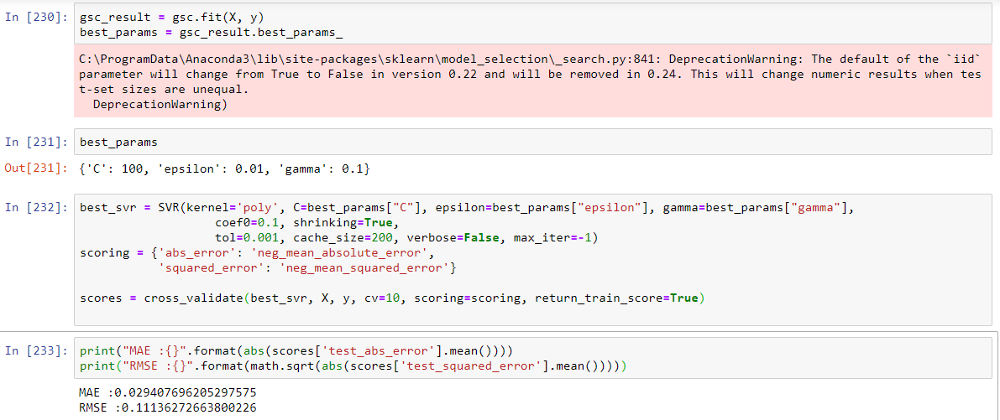 In [230]: gsc_result = gsc.fit(X, y)
best_params = gsc_result.best_params_
C:\ProgramData\Anaconda3\lib\site-packages\sklearn\model_selection\_search.py:841: DeprecationWarning: The default of the `iid`
parameter will change from True to False in version 0.22 and will be removed in 0.24. This will change numeric results when tes
t-set sizes are unequal.
  DeprecationWarning)
In [231]: best_params
Out[231]: {'C': 100, 'epsilon': 0.01, 'gamma': 0.1}
In [232]: best_svr = SVR(kernel='poly', C=best_params["C"], epsilon=best_params["epsilon"], gamma=best_params["gamma"],
                   coef0=0.1, shrinking=True,
                   tol=0.001, cache_size=200, verbose=False, max_iter=-1)
scoring = {'abs_error': 'neg_mean_absolute_error',
           'squared_error': 'neg_mean_squared_error'}
scores = cross_validate(best_svr, X, y, cv=10, scoring=scoring, return_train_score=True)
In [233]: print("MAE :{}".format(abs(scores['test_abs_error'].mean())))
print("RMSE :{}".format(math.sqrt(abs(scores['test_squared_error'].mean()))))
MAE :0.029407696205297575
RMSE :0.11136272663800226